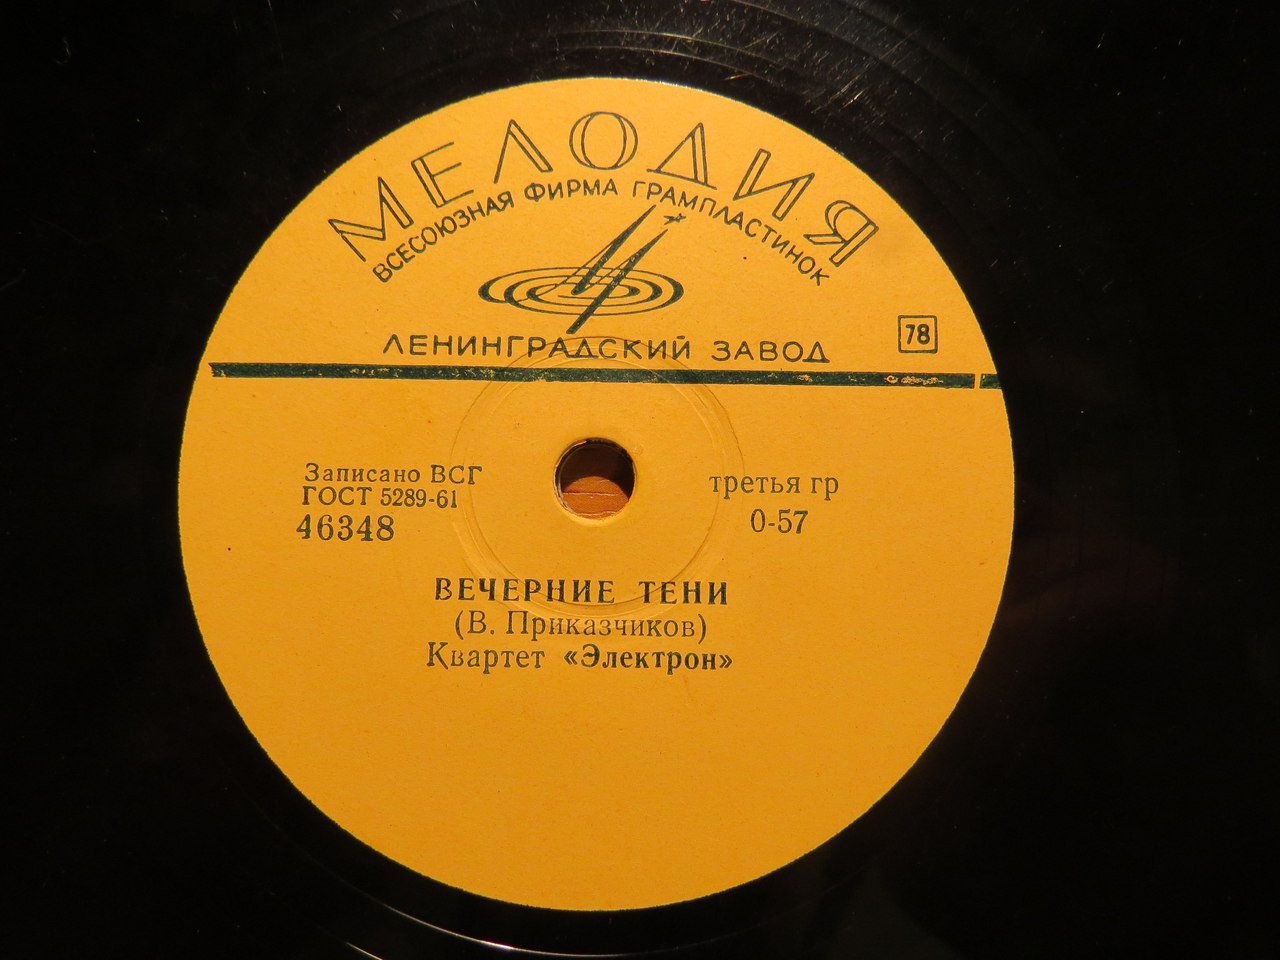 МЕЛОДИЯ
ВСЕСОЮЗНАЯ ФИРМА ГРАМПЛАСТИНОК
ЛЕНИНГРАДСКИЙ ЗАВОД
78
Записано ВСГ
ГОСТ 5289-61
46348
третья гр
0-57
ВЕЧЕРНИЕ ТЕНИ
(В. Приказчиков)
Квартет «Электрон»